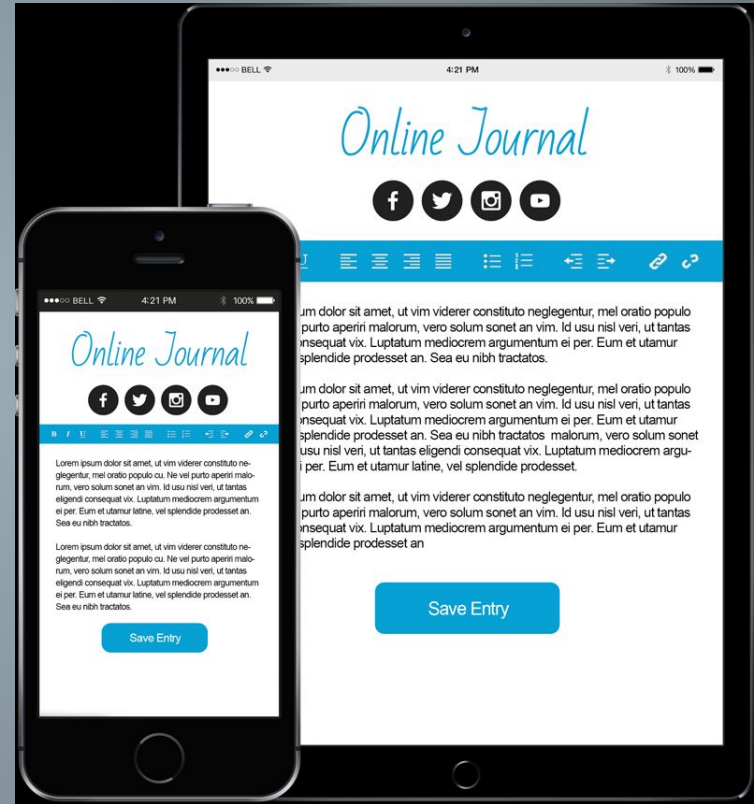 BELL 4:21 PM 100%
Online Journal
U
um dolor sit amet, ut vim viderer constituto neglegentur, mel oratio populo
purto aperiri malorum, vero solum sonet an vim. Id usu nisl veri, ut tantas
onsequat vix. Luptatum mediocrem argumentum ei per. Eum et utamur
splendide prodesset an. Sea eu nibh tractatos.
um dolor sit amet, ut vim viderer constituto neglegentur, mel oratio populo
purto aperiri malorum, vero solum sonet an vim. Id usu nisl veri, ut tantas
onsequat vix. Luptatum mediocrem argumentum ei per. Eum et utamur
splendide prodesset an. Sea eu nibh tractatos malorum, vero solum sonet
usu nisl veri, ut tantas eligendi consequat vix. Luptatum mediocrem argu-
i per. Eum et utamur latine, vel splendide prodesset.
um dolor sit amet, ut vim viderer constituto neglegentur, mel oratio populo
purto aperiri malorum, vero solum sonet an vim. Id usu nisl veri, ut tantas
onsequat vix. Luptatum mediocrem argumentum ei per. Eum et utamur
splendide prodesset an
Save Entry
BELL 4:21 PM 100%
Online Journal
B I U
Lorem ipsum dolor sit amet, ut vim viderer constituto ne-
glegentur, mel oratio populo cu. Ne vel purto aperiri malo-
rum, vero solum sonet an vim. Id usu nisl veri, ut tantas
eligendi consequat vix. Luptatum mediocrem argumentum
ei per. Eum et utamur latine, vel splendide prodesset an.
Sea eu nibh tractatos.
Lorem ipsum dolor sit amet, ut vim viderer constituto ne-
glegentur, mel oratio populo cu. Ne vel purto aperiri malo-
rum, vero solum sonet an vim. Id usu nisl veri, ut tantas
eligendi consequat vix. Luptatum mediocrem argumentum
ei per. Eum et utamur latine, vel splendide prodesset an.
Sea eu nibh tractatos.
Save Entry